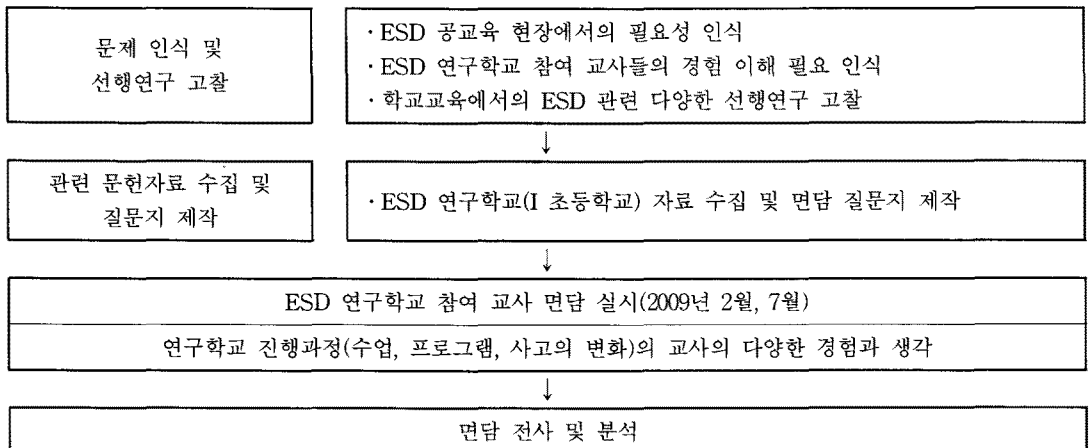 문제 인식 및
선행연구 고찰
· ESD 공교육 현장에서의 필요성 인식
· ESD 연구학교 참여 교사들의 경험 이해 필요 인식
· 학교교육에서의 ESD 관련 다양한 선행연구 고찰
↓
관련 문헌자료 수집 및
질문지 제작
· ESD 연구학교(I 초등학교) 자료 수집 및 면담 질문지 제작
↓
ESD 연구학교 참여 교사 면담 실시(2009년 2월, 7월)
연구학교 진행과정(수업, 프로그램, 사고의 변화)의 교사의 다양한 경험과 생각
↓
면담 전사 및 분석